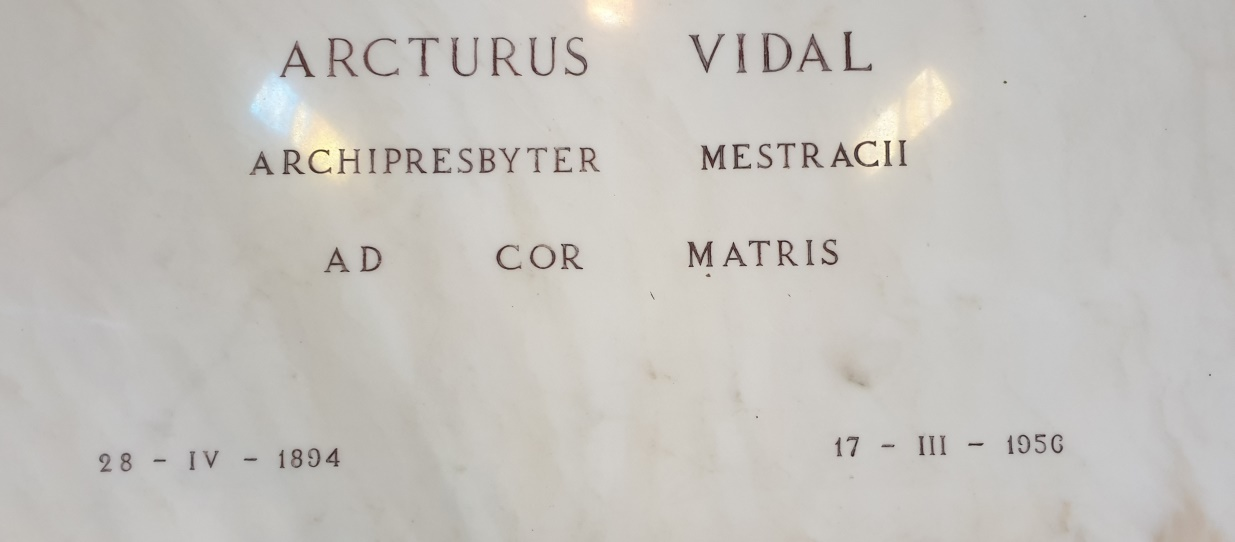 ARCTURUS VIDAL
ARCHIPRESBYTER MESTRACII
AD COR MATRIS
28 - IV - 1894 17 - III - 1956